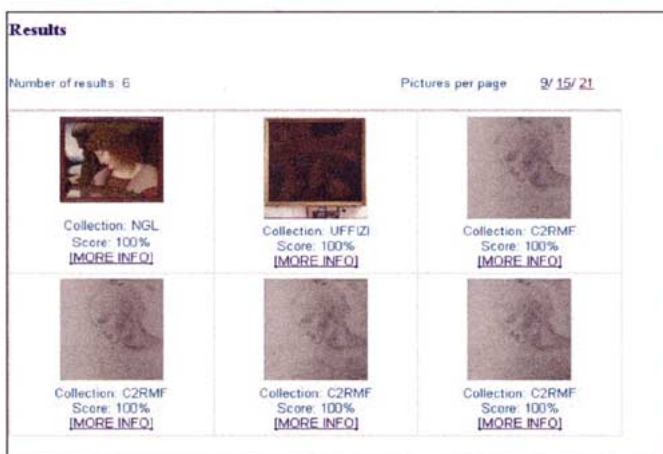 Results
Number of results: 6
Pictures per page 9/ 15/ 21
Collection: NGL
Score: 100%
[MORE INFO]
Collection: UFFIZI
Score: 100%
[MORE INFO]
Collection: C2RMF
Score: 100%
[MORE INFO]
Collection: C2RMF
Score: 100%
[MORE INFO]
Collection: C2RMF
Score: 100%
[MORE INFO]
Collection: C2RMF
Score: 100%
[MORE INFO]